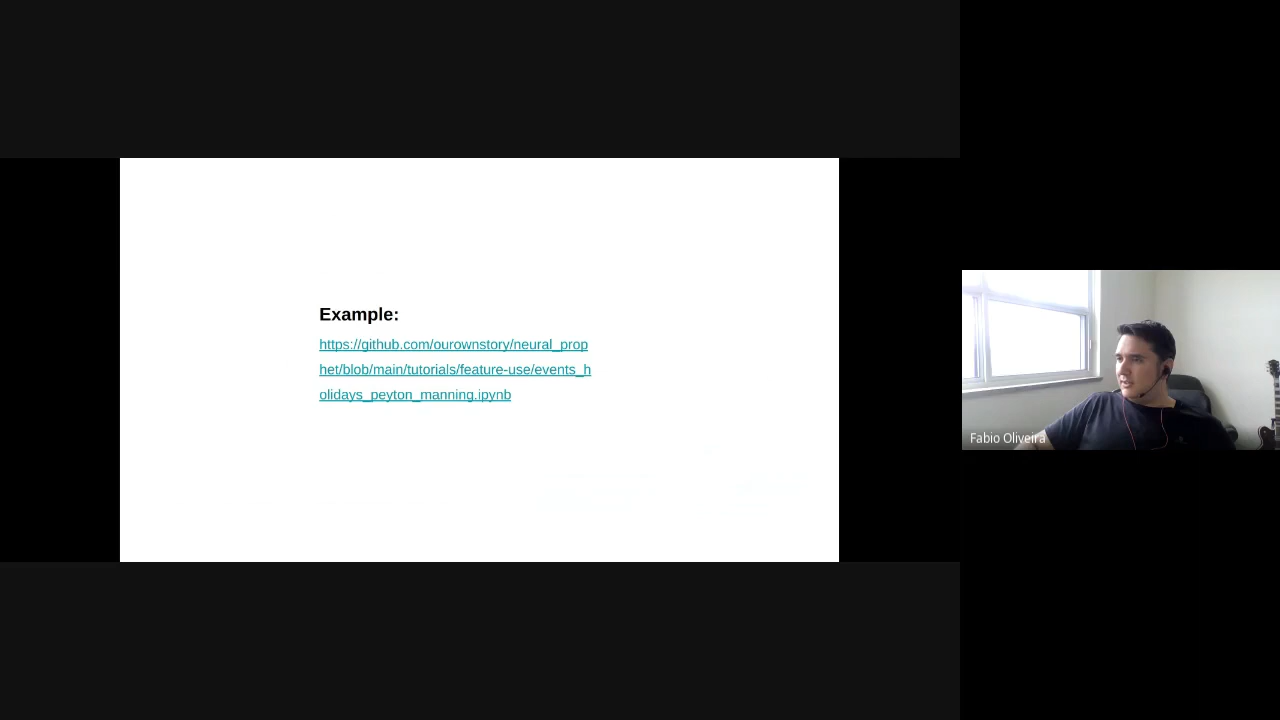 Example:
https://github.com/ourownstory/neural_prop
het/blob/main/tutorials/feature-use/events_h
olidays_peyton_manning.ipynb
Fabio Oliveira